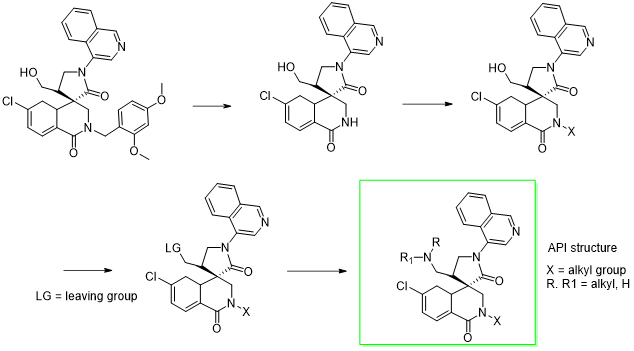 N
N
HO
O
Cl
O
N
O
O
N
N
HO
O
Cl
NH
O
N
N
HO
O
Cl
N
X
O
N
LG
N
O
Cl
N
X
O
LG = leaving group
N
R
N
R1
N
O
Cl
N
X
O
API structure
X = alkyl group
R. R1 = alkyl, H